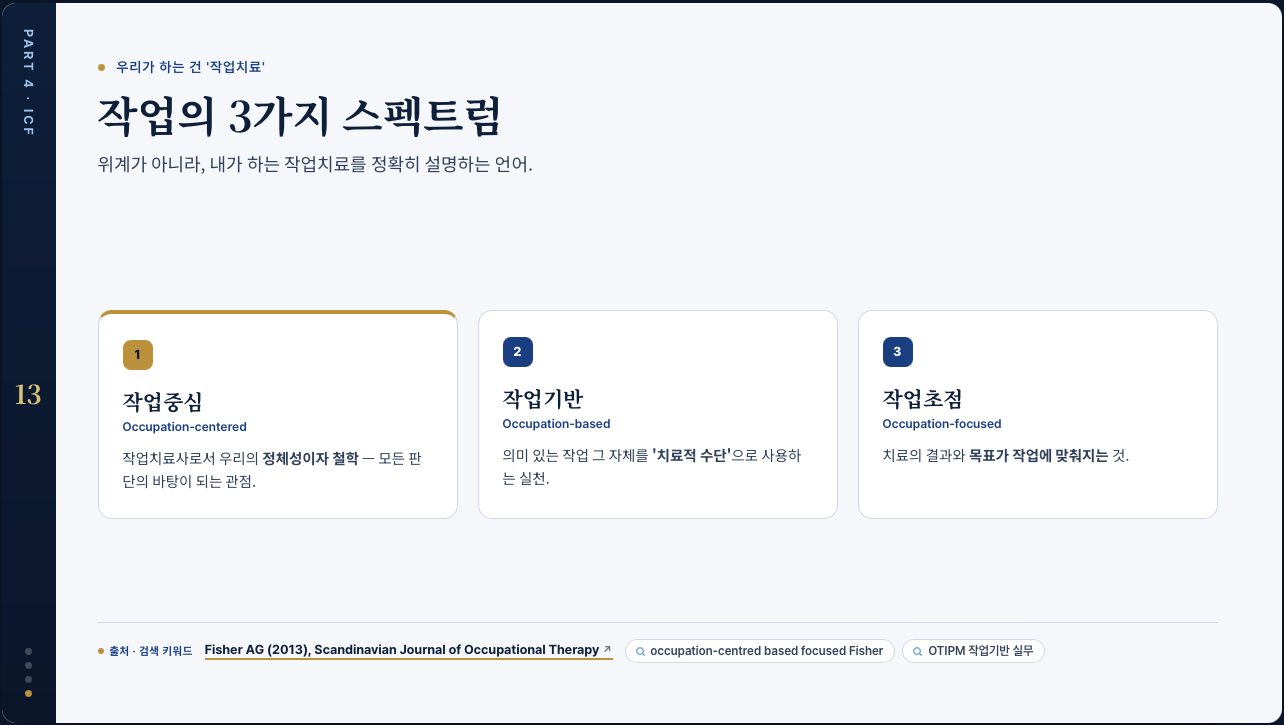 PART 4 · ICF
13
우리가 하는 건 '작업치료'
작업의 3가지 스펙트럼
위계가 아니라, 내가 하는 작업치료를 정확히 설명하는 언어.
1
작업중심
Occupation-centered
작업치료사로서 우리의 정체성이자 철학 — 모든 판
단의 바탕이 되는 관점.
2
작업기반
Occupation-based
의미 있는 작업 그 자체를 '치료적 수단'으로 사용하
는 실천.
3
작업초점
Occupation-focused
치료의 결과와 목표가 작업에 맞춰지는 것.
출처 · 검색 키워드 Fisher AG (2013), Scandinavian Journal of Occupational Therapy ↗ occupation-centred based focused Fisher OTIPM 작업기반 실무